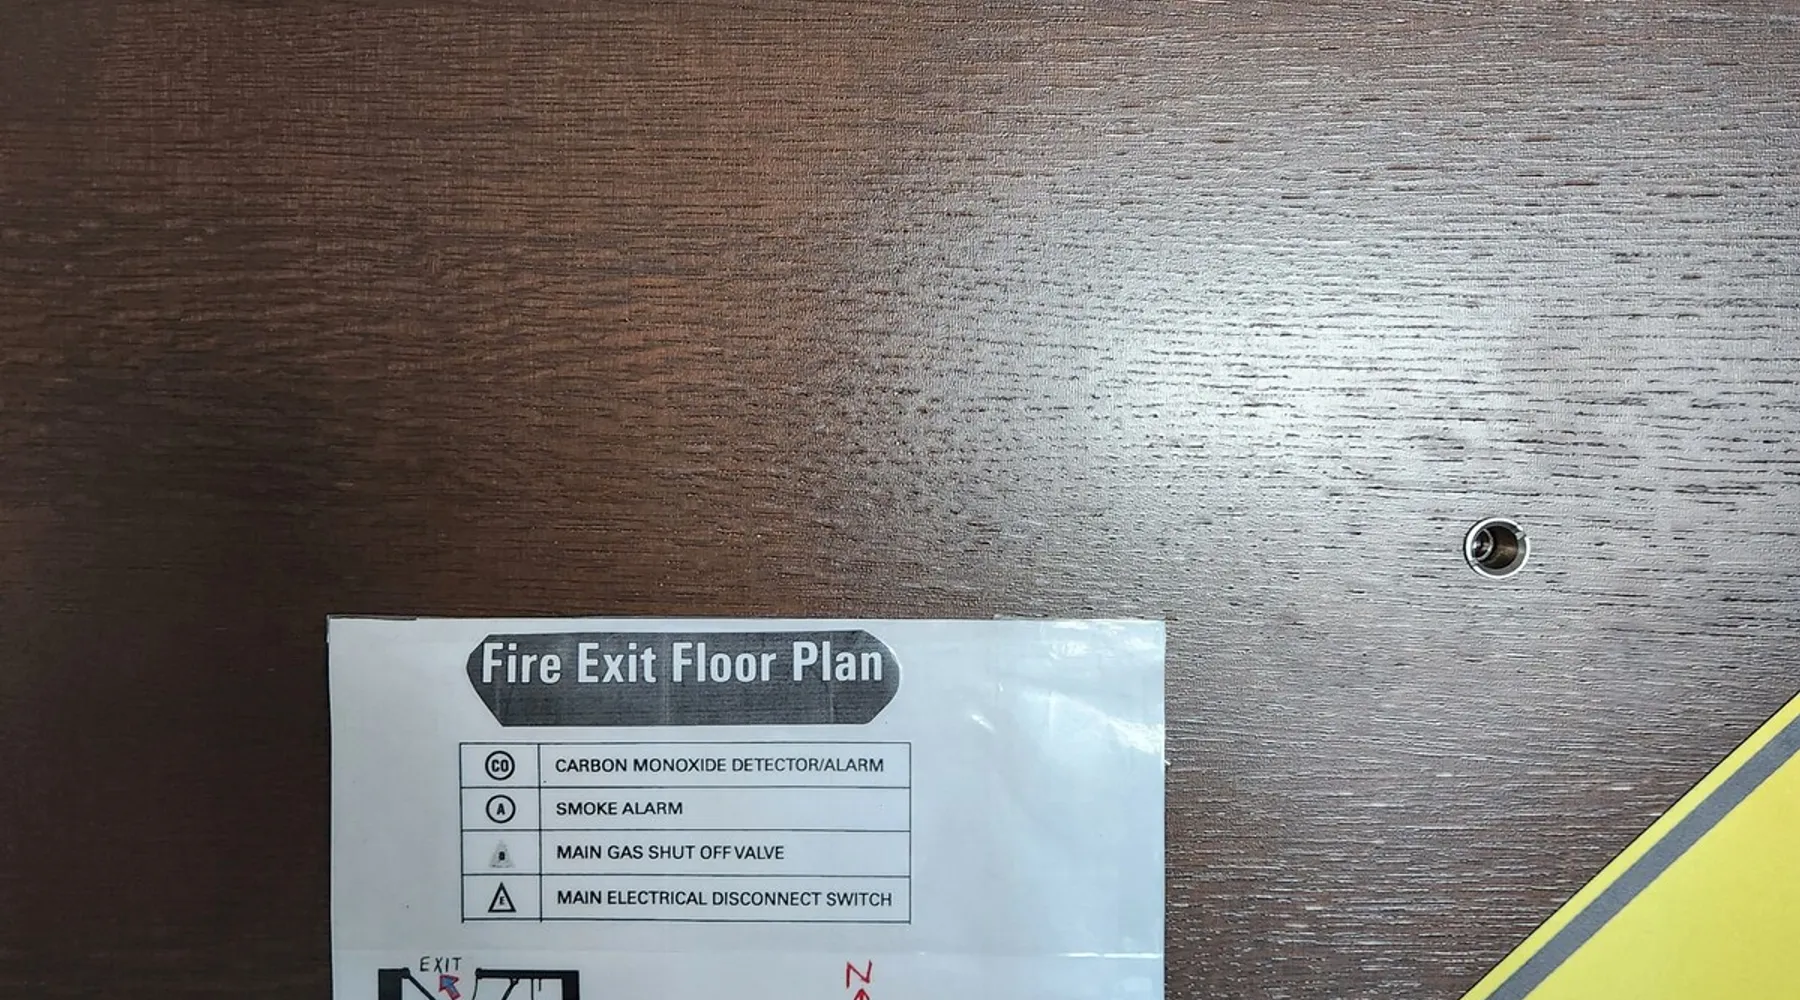 Fire Exit Floor Plan
CO CARBON MONOXIDE DETECTOR/ALARM
A SMOKE ALARM
MAIN GAS SHUT OFF VALVE
E MAIN ELECTRICAL DISCONNECT SWITCH
EXIT N